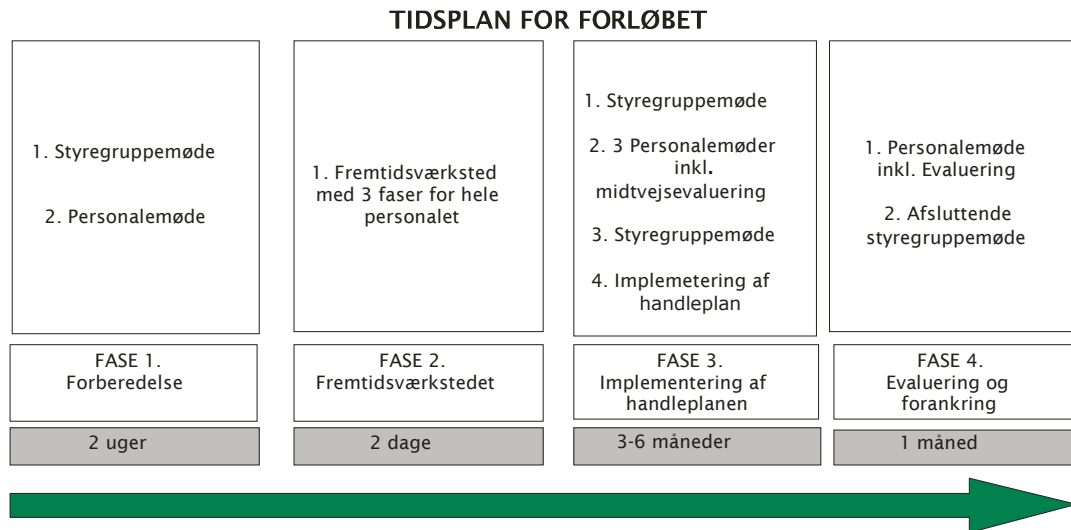 TIDSPLAN FOR FORLØBET
1. Styregruppemøde
2. Personalemøde
1. Fremtidsværksted
med 3 faser for hele
personalet
1. Styregruppemøde
2. 3 Personalemøder
inkl.
midtvejsevaluering
3. Styregruppemøde
4. Implemetering af
handleplan
1. Personalemøde
inkl. Evaluering
2. Afsluttende
styregruppemøde
FASE 1.
Forberedelse
FASE 2.
Fremtidsværkstedet
FASE 3.
Implementering af
handleplanen
FASE 4.
Evaluering og
forankring
2 uger
2 dage
3-6 måneder
1 måned